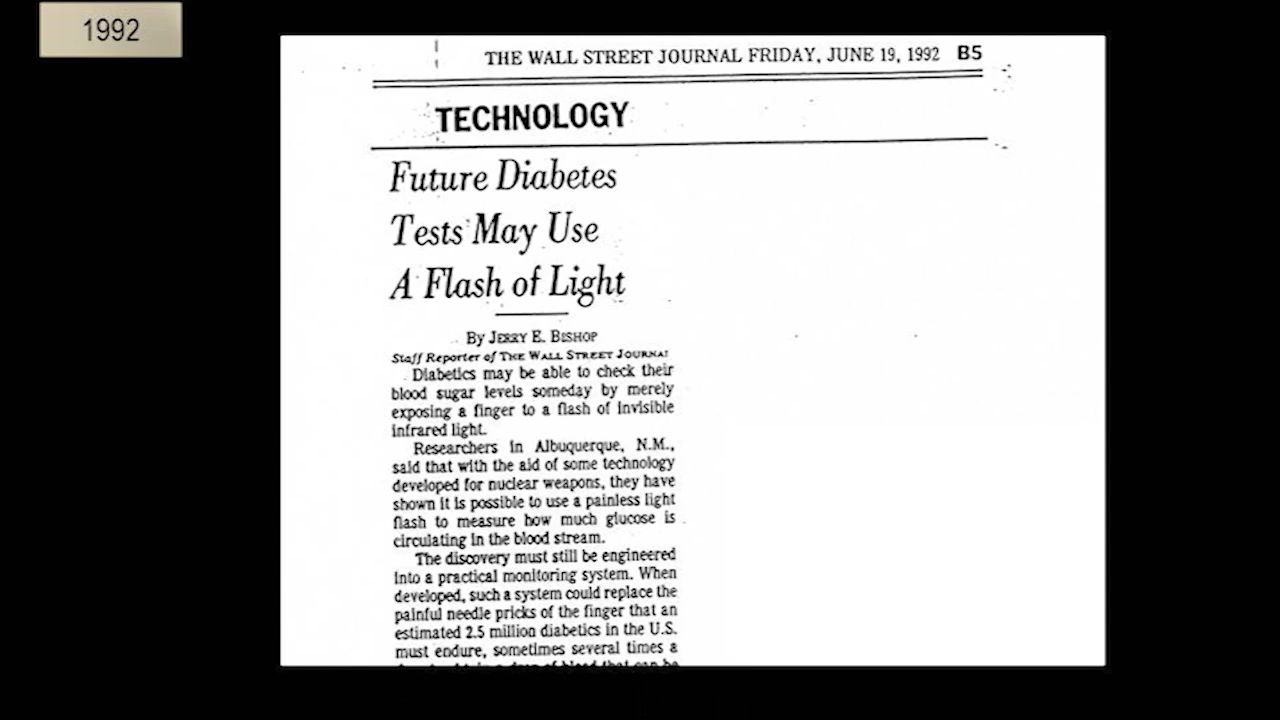 1992
THE WALL STREET JOURNAL FRIDAY, JUNE 19, 1992 B5
TECHNOLOGY
Future Diabetes
Tests May Use
A Flash of Light
By JERRY E. BISHOP
Staff Reporter of THE WALL STREET JOURNAL
Diabetics may be able to check their
blood sugar levels someday by merely
exposing a finger to a flash of invisible
infrared light.
Researchers in Albuquerque, N.M.,
said that with the aid of some technology
developed for nuclear weapons, they have
shown it is possible to use a painless light
flash to measure how much glucose is
circulating in the blood stream.
The discovery must still be engineered
into a practical monitoring system. When
developed, such a system could replace the
painful needle pricks of the finger that an
estimated 2.5 million diabetics in the U.S.
must endure, sometimes several times a
drop of blood that can be